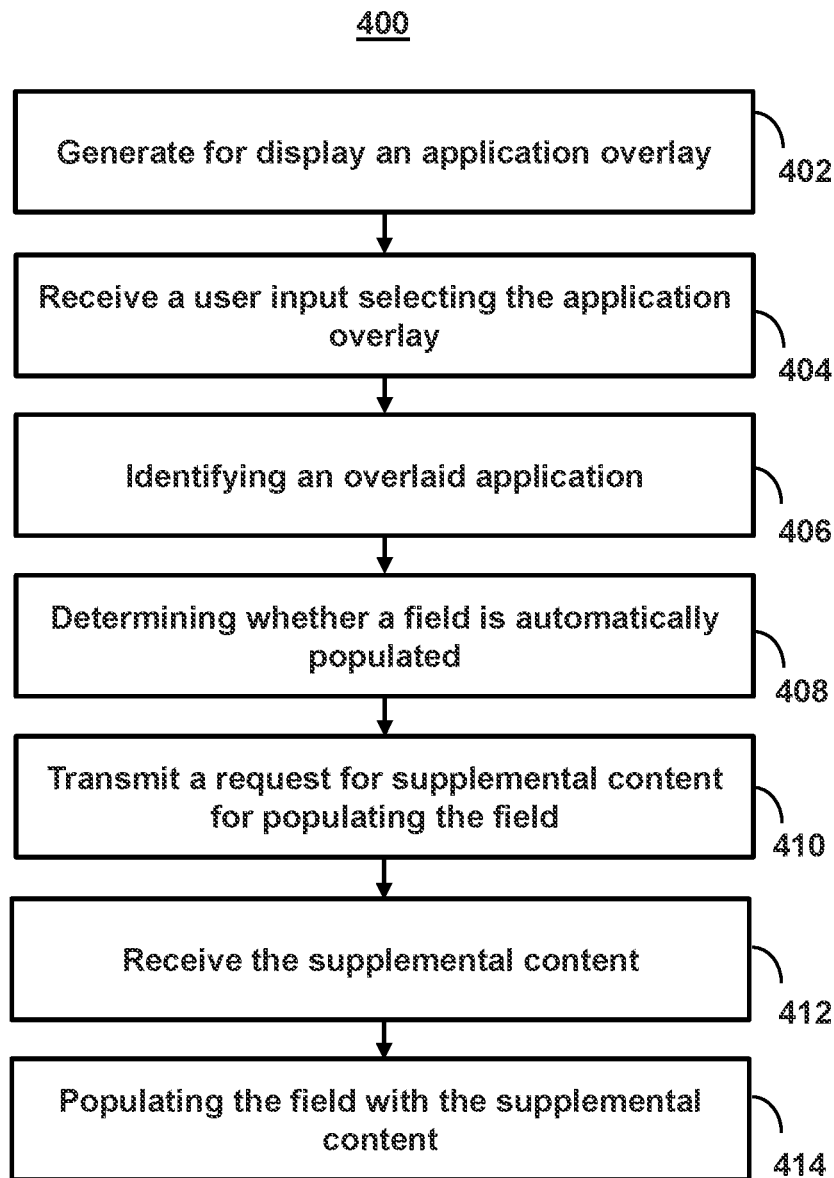 400
Generate for display an application overlay
402
Receive a user input selecting the application
overlay
404
Identifying an overlaid application
406
Determining whether a field is automatically
populated
408
Transmit a request for supplemental content
for populating the field
410
Receive the supplemental content
412
Populating the field with the supplemental
content
414